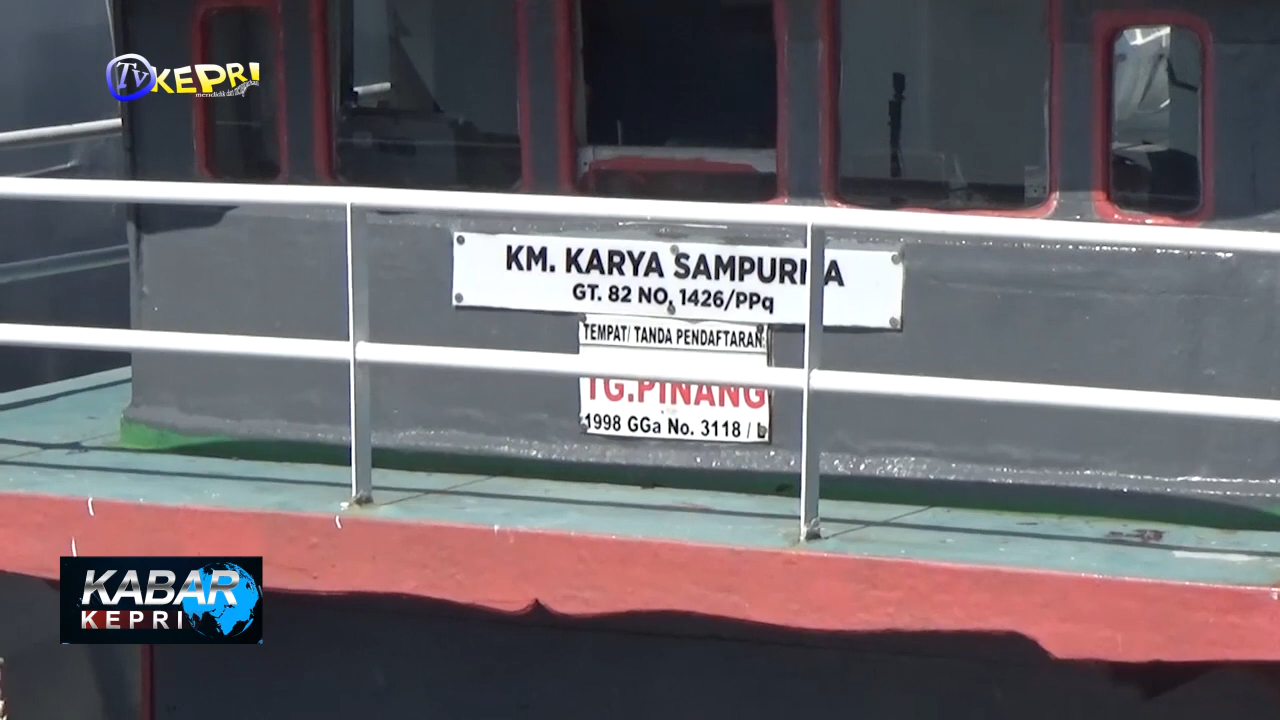 TV KEPRI
KM. KARYA SAMPURNA
GT. 82 NO. 1426/PPq
TEMPAT/ TANDA PENDAFTARAN
TG.PINANG
1998 GGa No. 3118 / L
KABAR
KEPRI